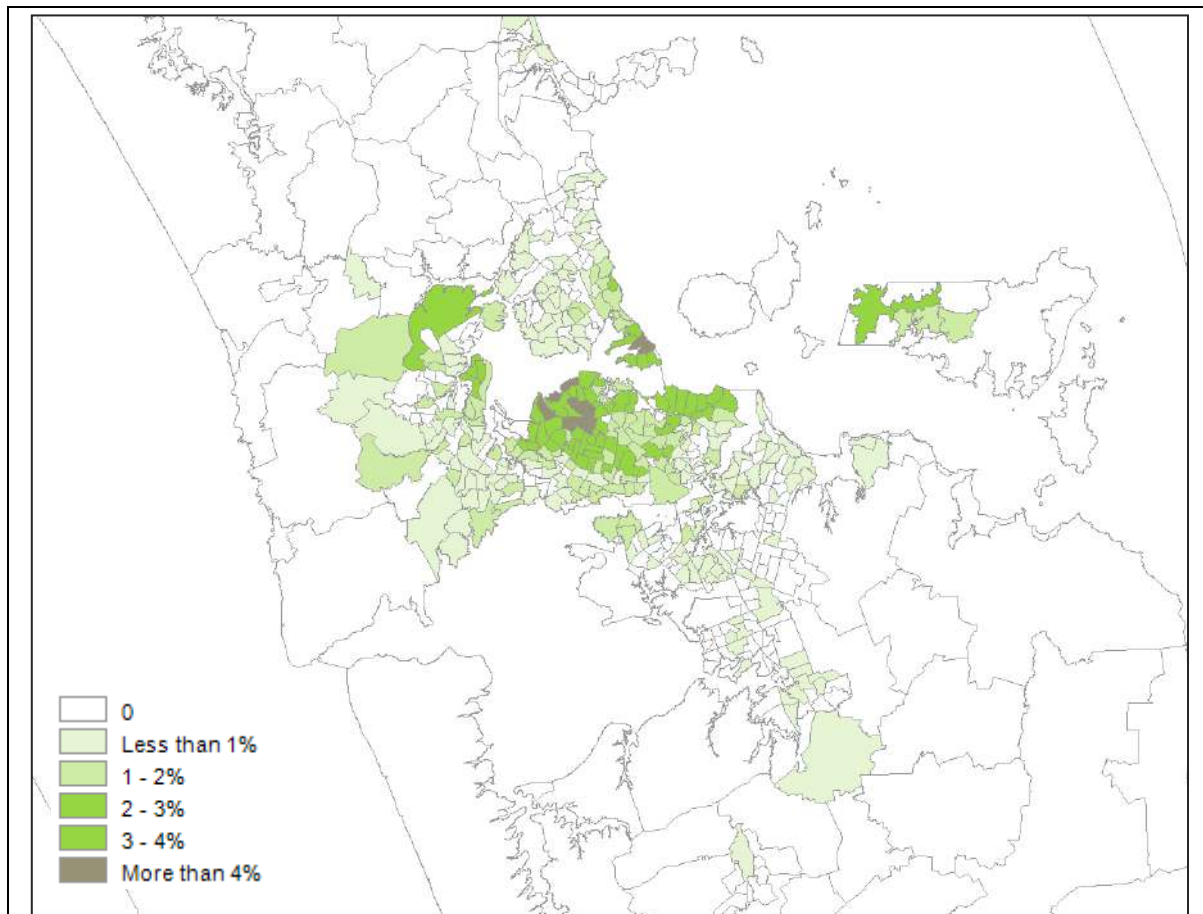 0
Less than 1%
1 - 2%
2 - 3%
3 - 4%
More than 4%